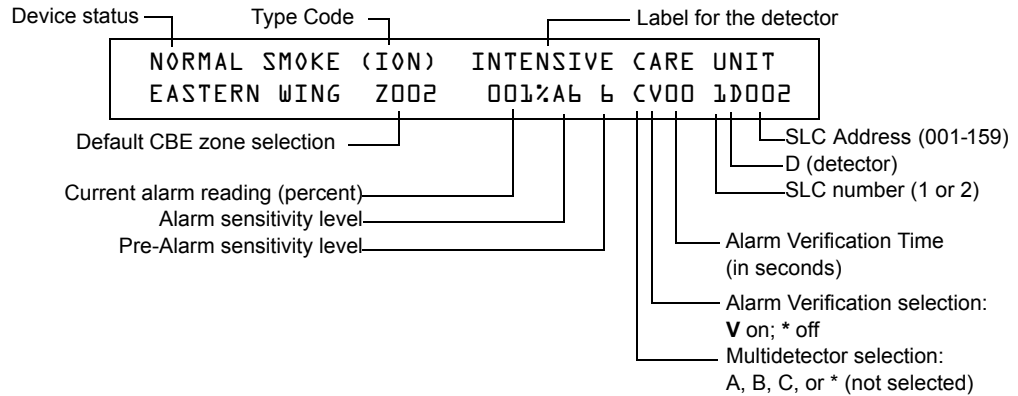 Device status
Type Code
Label for the detector
NORMAL SMOKE (ION) INTENSIVE CARE UNIT
EASTERN WING Z002 001%A6 6 CV00 1D002
Default CBE zone selection
SLC Address (001-159)
D (detector)
SLC number (1 or 2)
Current alarm reading (percent)
Alarm sensitivity level
Pre-Alarm sensitivity level
Alarm Verification Time
(in seconds)
Alarm Verification selection:
V on; * off
Multidetector selection:
A, B, C, or * (not selected)